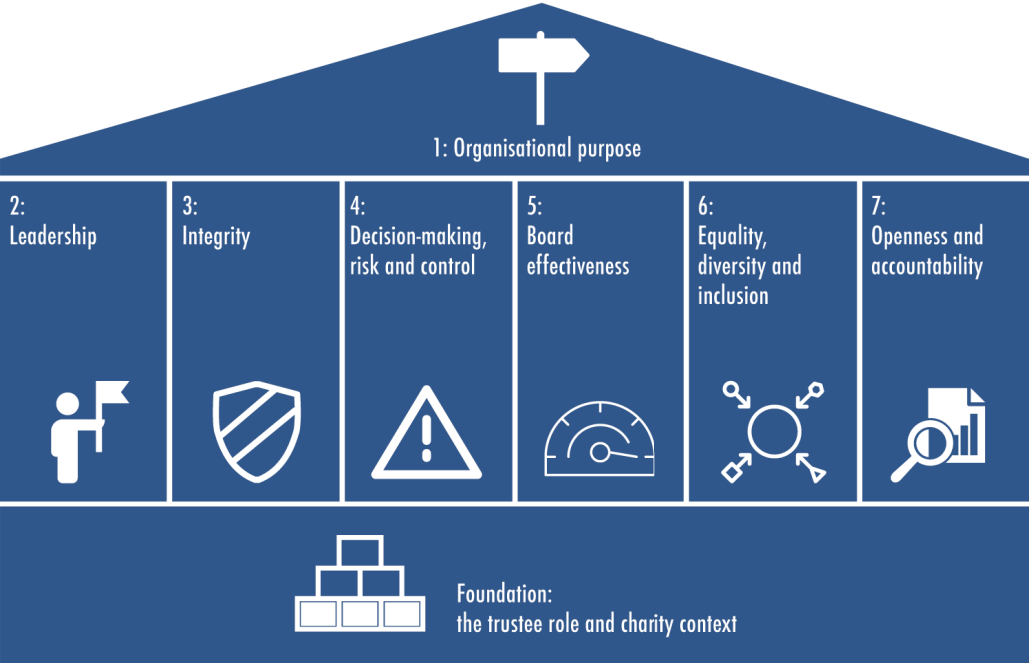 1: Organisational purpose
2:
Leadership
3:
Integrity
4:
Decision-making,
risk and control
5:
Board
effectiveness
6:
Equality,
diversity and
inclusion
7:
Openness and
accountability
Foundation:
the trustee role and charity context